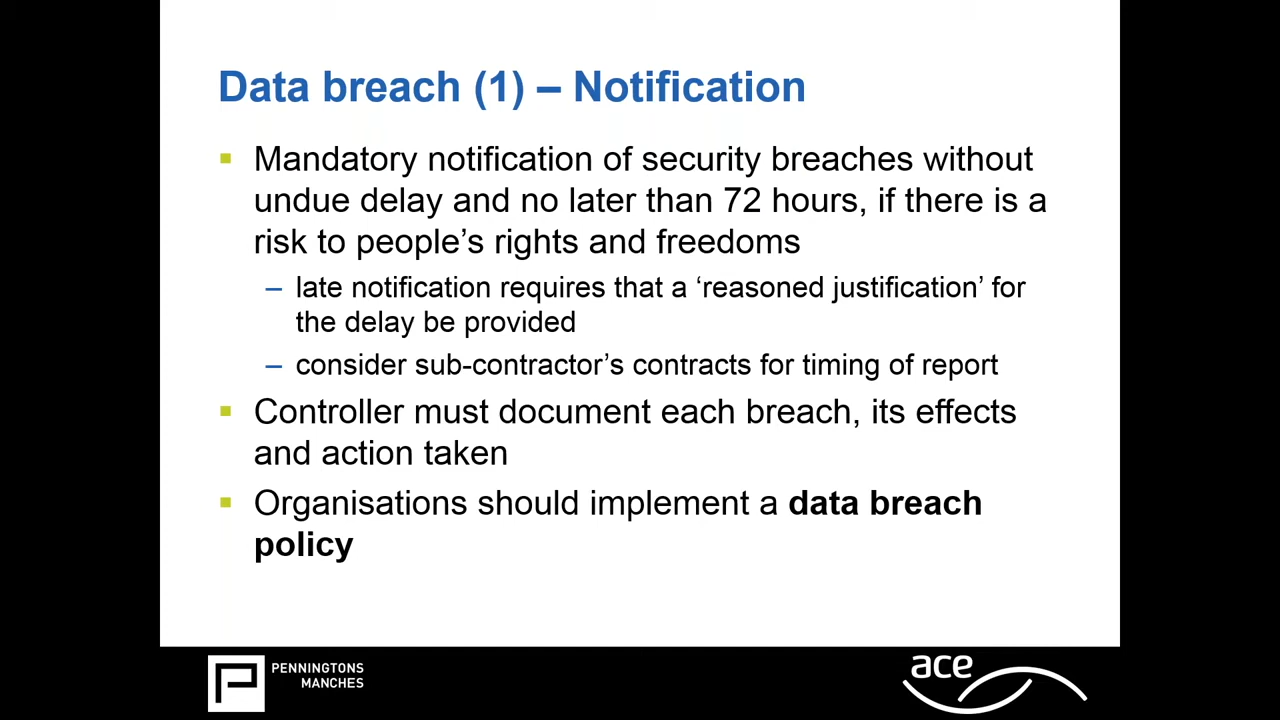 Data breach (1) – Notification
▪ Mandatory notification of security breaches without
undue delay and no later than 72 hours, if there is a
risk to people’s rights and freedoms
– late notification requires that a ‘reasoned justification’ for
the delay be provided
– consider sub-contractor’s contracts for timing of report
▪ Controller must document each breach, its effects
and action taken
▪ Organisations should implement a data breach
policy
PENNINGTONS
MANCHES
ace